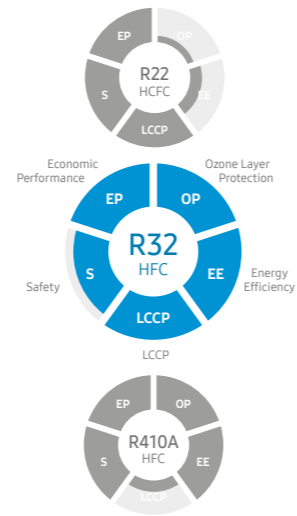 EP
OP
R22
HCFC
S
EE
LCCP
Economic
Performance
Ozone Layer
Protection
EP
OP
R32
HFC
S
EE
Safety
Energy
Efficiency
LCCP
LCCP
EP
OP
R410A
HFC
S
EE
LCCP